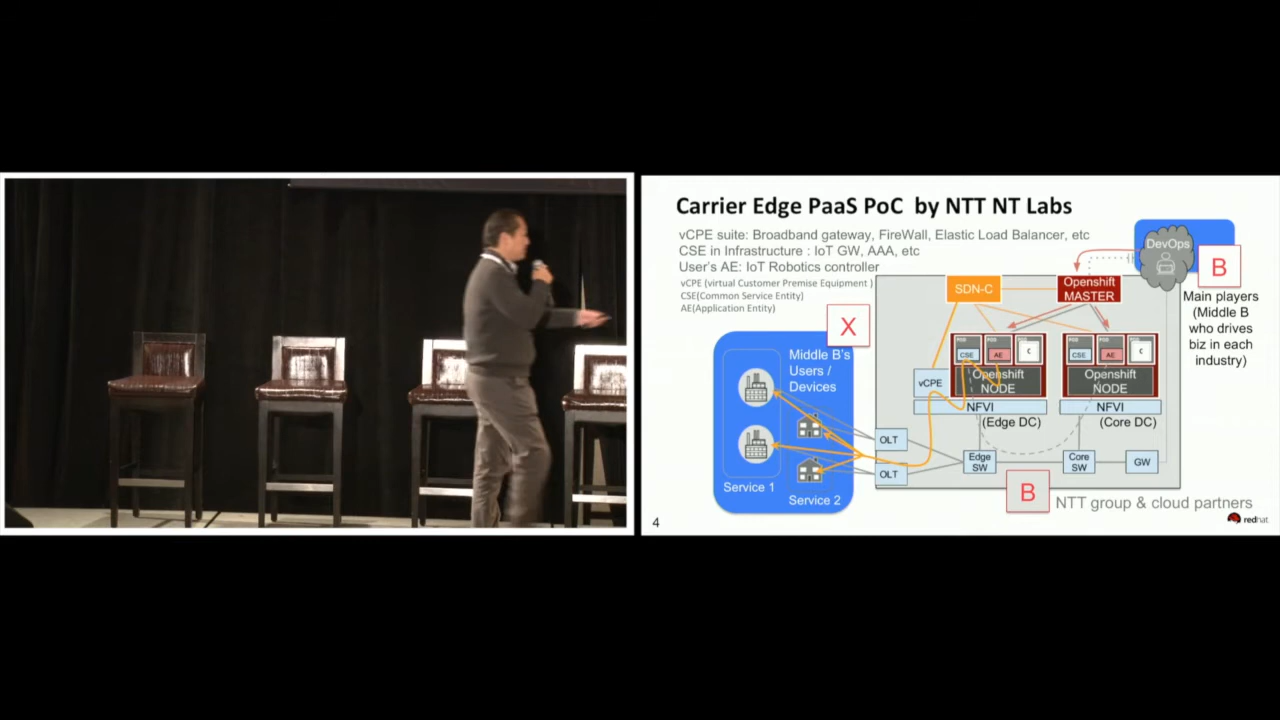 Carrier Edge PaaS PoC by NTT NT Labs
vCPE suite: Broadband gateway, FireWall, Elastic Load Balancer, etc
CSE in Infrastructure : IoT GW, AAA, etc
User's AE: IoT Robotics controller
vCPE (virtual Customer Premise Equipment )
CSE(Common Service Entity)
AE(Application Entity)
DevOps
B
Main players
(Middle B
who drives
biz in each
industry)
SDN-C
Openshift
MASTER
X
Middle B's
Users /
Devices
Service 1
Service 2
POD
CSE
POD
AE
C
Openshift
NODE
POD
CSE
POD
AE
C
Openshift
NODE
vCPE
NFVI
(Edge DC)
NFVI
(Core DC)
OLT
OLT
Edge
SW
Core
SW
GW
B
NTT group & cloud partners
4
redhat